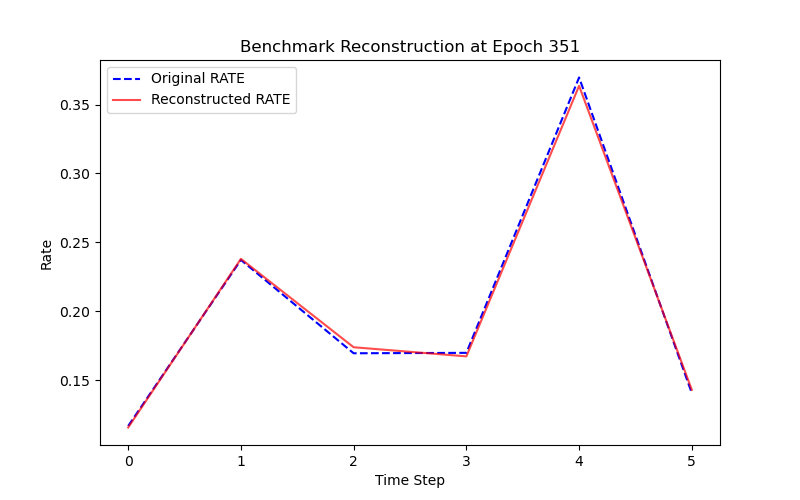 Benchmark Reconstruction at Epoch 351
Original RATE
Reconstructed RATE
0.35
0.30
0.25
0.20
0.15
Rate
0
1
2
3
4
5
Time Step